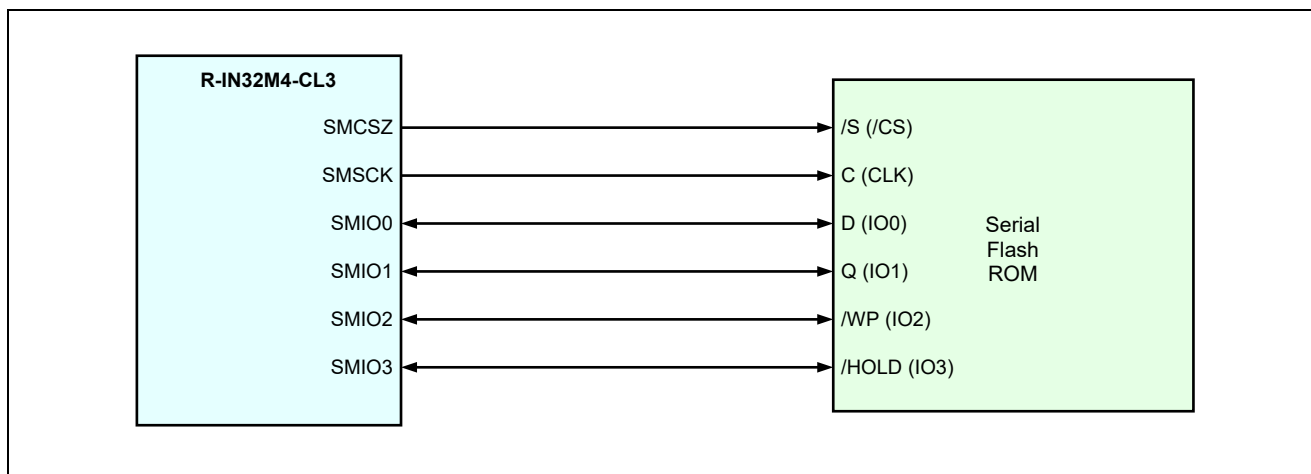 R-IN32M4-CL3
SMCSZ
SMSCK
SMIO0
SMIO1
SMIO2
SMIO3
/S (/CS)
C (CLK)
D (IO0)
Q (IO1)
/WP (IO2)
/HOLD (IO3)
Serial
Flash
ROM